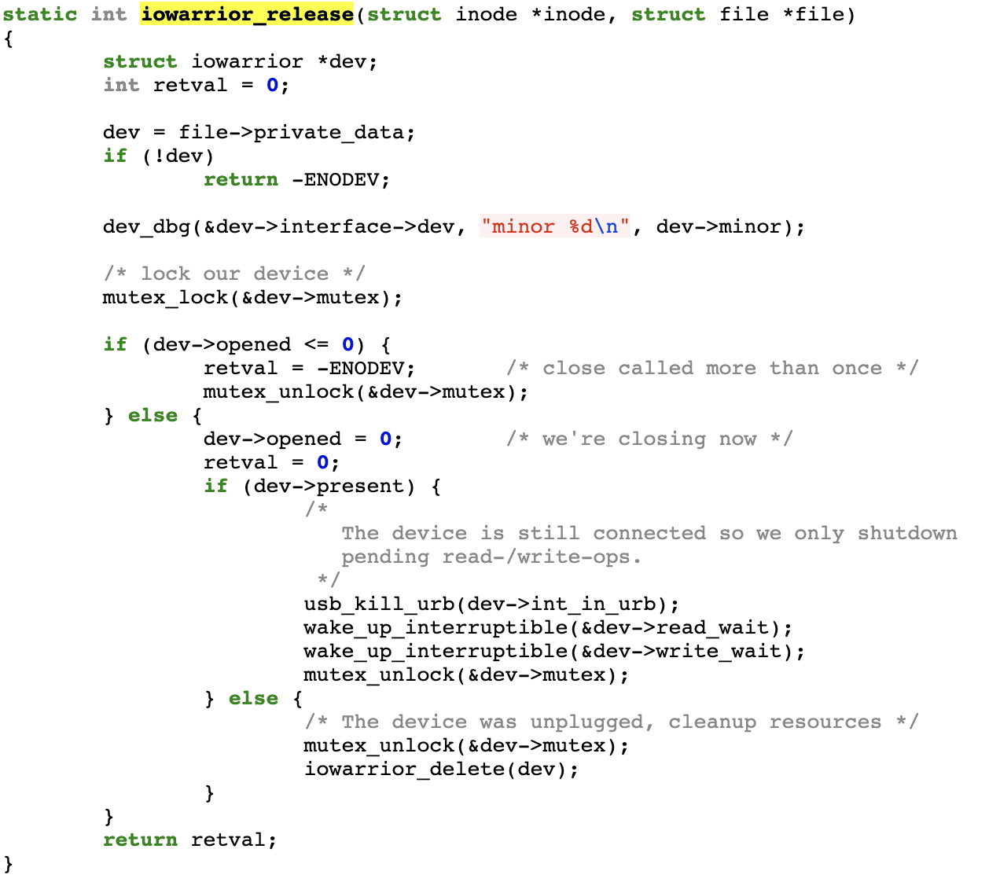 static int iowarrior_release(struct inode *inode, struct file *file)
{
        struct iowarrior *dev;
        int retval = 0;

        dev = file->private_data;
        if (!dev)
                return -ENODEV;

        dev_dbg(&dev->interface->dev, "minor %d\n", dev->minor);

        /* lock our device */
        mutex_lock(&dev->mutex);

        if (dev->opened <= 0) {
                retval = -ENODEV;       /* close called more than once */
                mutex_unlock(&dev->mutex);
        } else {
                dev->opened = 0;        /* we're closing now */
                retval = 0;
                if (dev->present) {
                        /*
                           The device is still connected so we only shutdown
                           pending read-/write-ops.
                         */
                        usb_kill_urb(dev->int_in_urb);
                        wake_up_interruptible(&dev->read_wait);
                        wake_up_interruptible(&dev->write_wait);
                        mutex_unlock(&dev->mutex);
                } else {
                        /* The device was unplugged, cleanup resources */
                        mutex_unlock(&dev->mutex);
                        iowarrior_delete(dev);
                }
        }
        return retval;
}